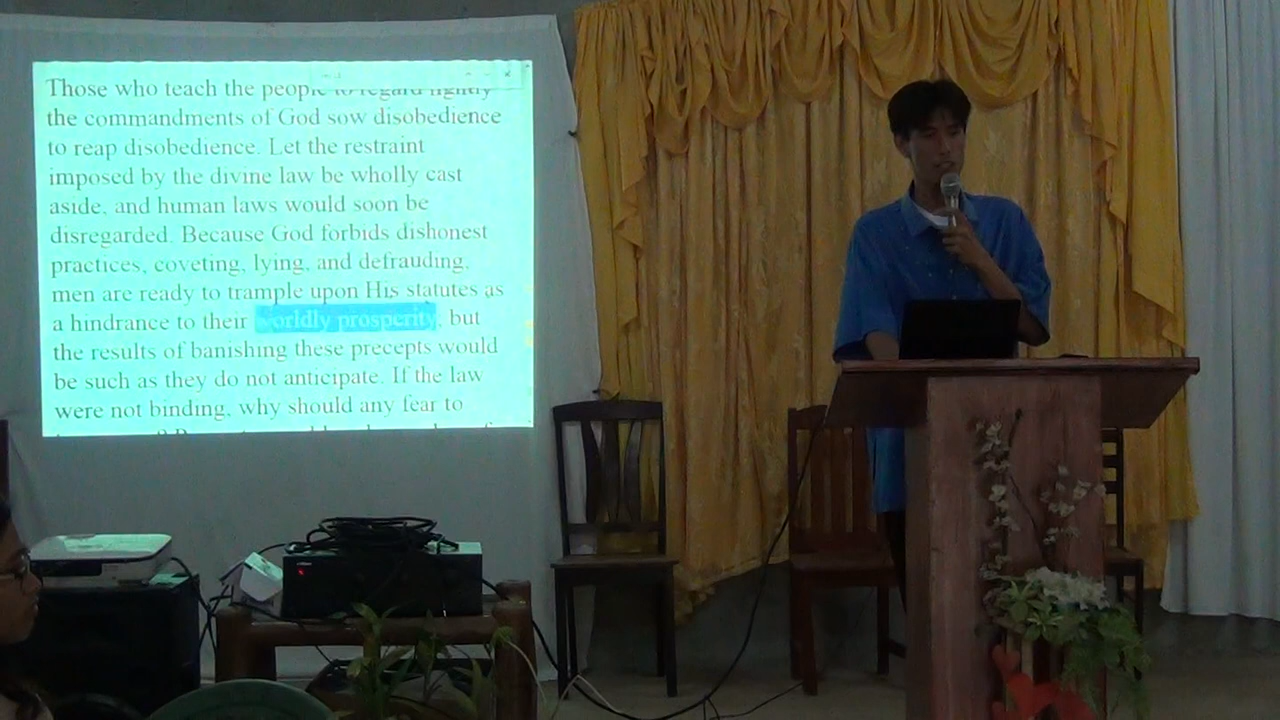 Those who teach the people to regard lightly
the commandments of God sow disobedience
to reap disobedience. Let the restraint
imposed by the divine law be wholly cast
aside, and human laws would soon be
disregarded. Because God forbids dishonest
practices, coveting, lying, and defrauding,
men are ready to trample upon His statutes as
a hindrance to their worldly prosperity, but
the results of banishing these precepts would
be such as they do not anticipate. If the law
were not binding, why should any fear to